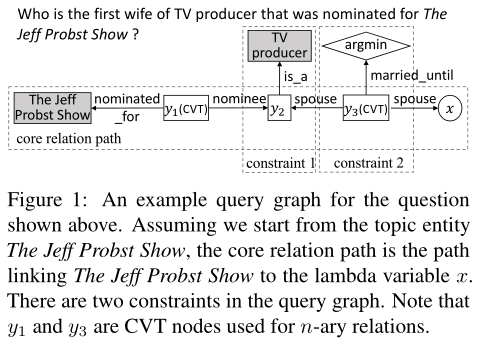 Who is the first wife of TV producer that was nominated for The
Jeff Probst Show ?
TV
producer
argmin
is_a
married_until
The Jeff
Probst Show
nominated
_for
y1(CVT)
nominee
y2
spouse
y3(CVT)
spouse
x
core relation path
constraint 1
constraint 2
Figure 1: An example query graph for the question
shown above. Assuming we start from the topic entity
The Jeff Probst Show, the core relation path is the path
linking The Jeff Probst Show to the lambda variable x.
There are two constraints in the query graph. Note that
y1 and y3 are CVT nodes used for n-ary relations.